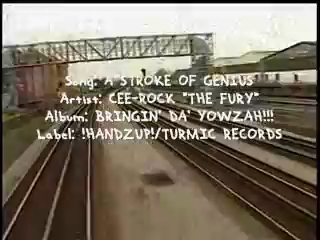 Song: A STROKE OF GENIUS
Artist: CEE-ROCK "THE FURY"
Album: BRINGIN' DA' YOWZAH!!!
Label: !HANDZUP!/TURMIC RECORDS